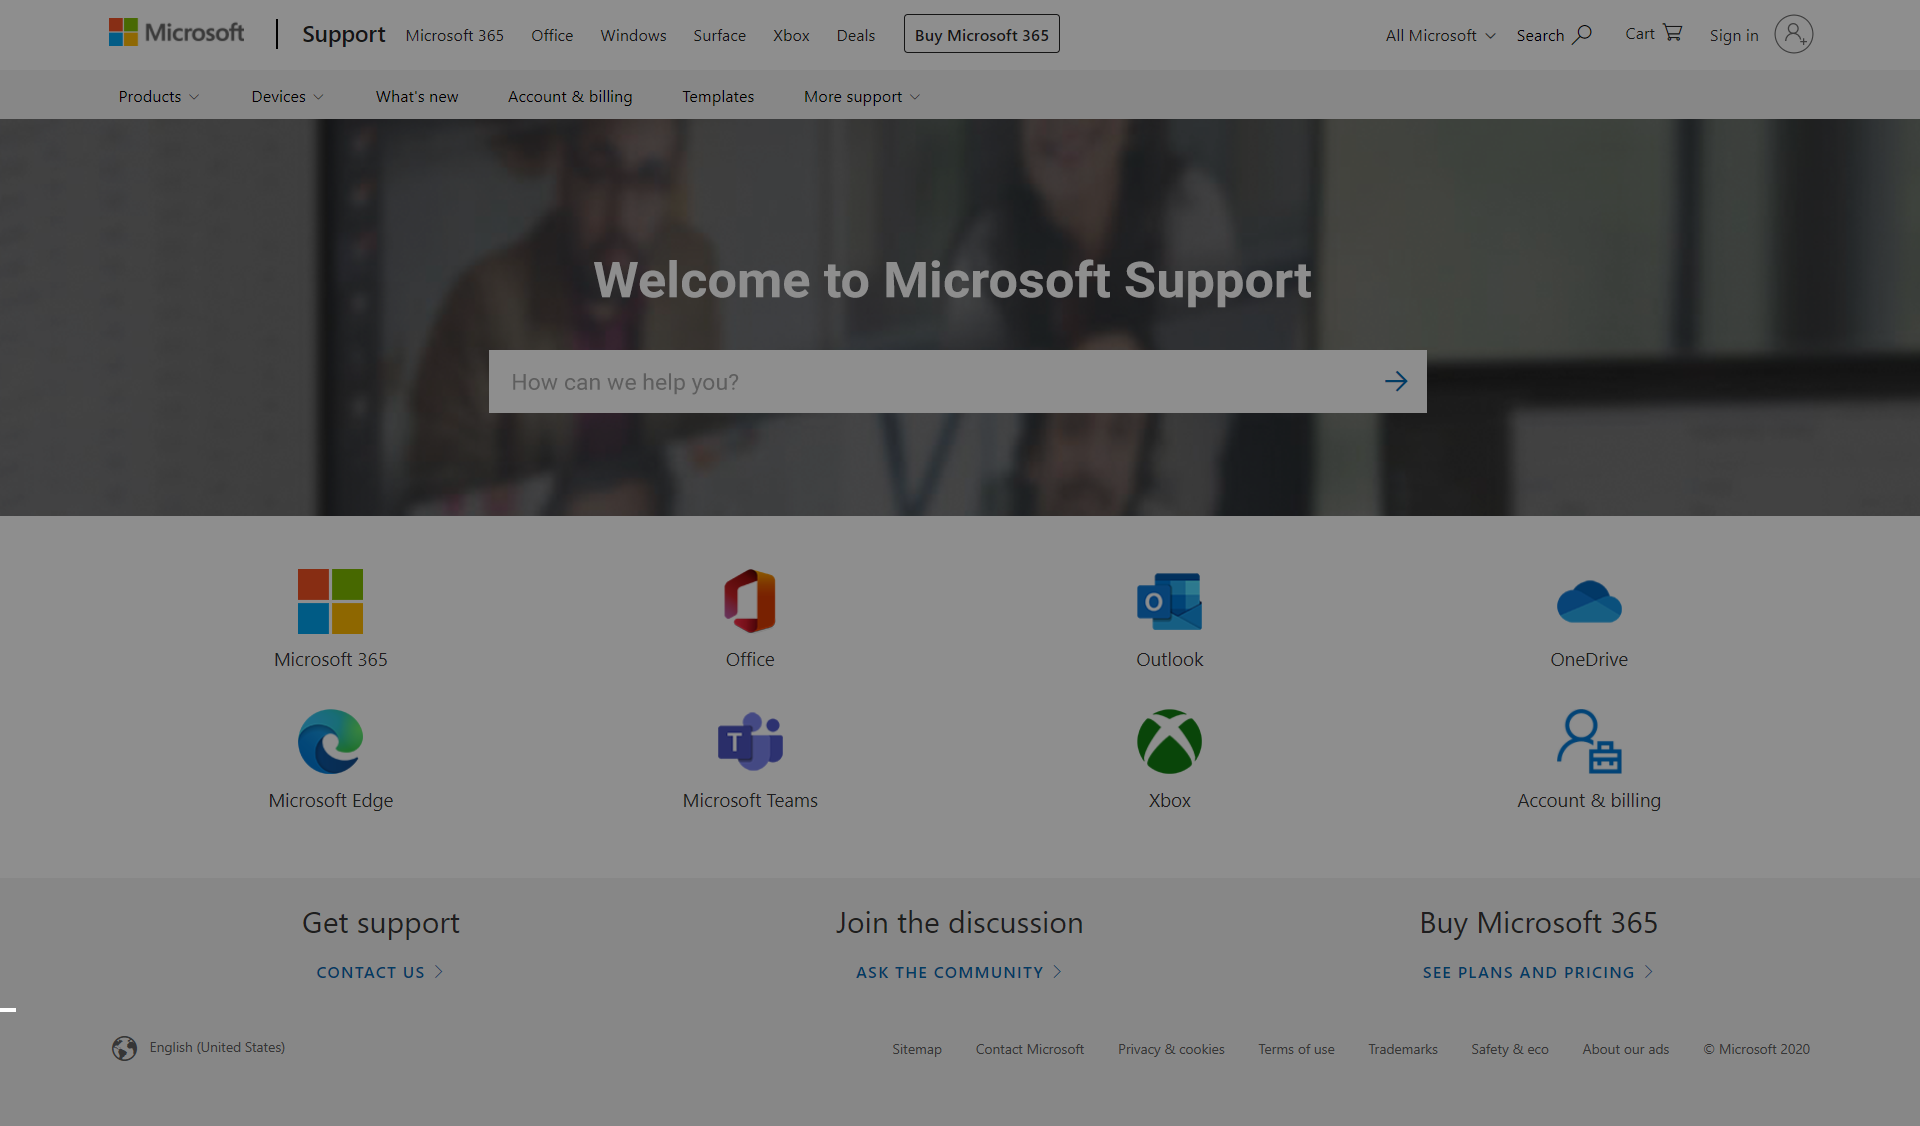 Microsoft Support Microsoft 365 Office Windows Surface Xbox Deals Buy Microsoft 365 All Microsoft Search Cart Sign in
Products Devices What's new Account & billing Templates More support
Welcome to Microsoft Support
How can we help you?
Microsoft 365 Office Outlook OneDrive
Microsoft Edge Microsoft Teams Xbox Account & billing
Get support Join the discussion Buy Microsoft 365
CONTACT US ASK THE COMMUNITY SEE PLANS AND PRICING
English (United States) Sitemap Contact Microsoft Privacy & cookies Terms of use Trademarks Safety & eco About our ads © Microsoft 2020